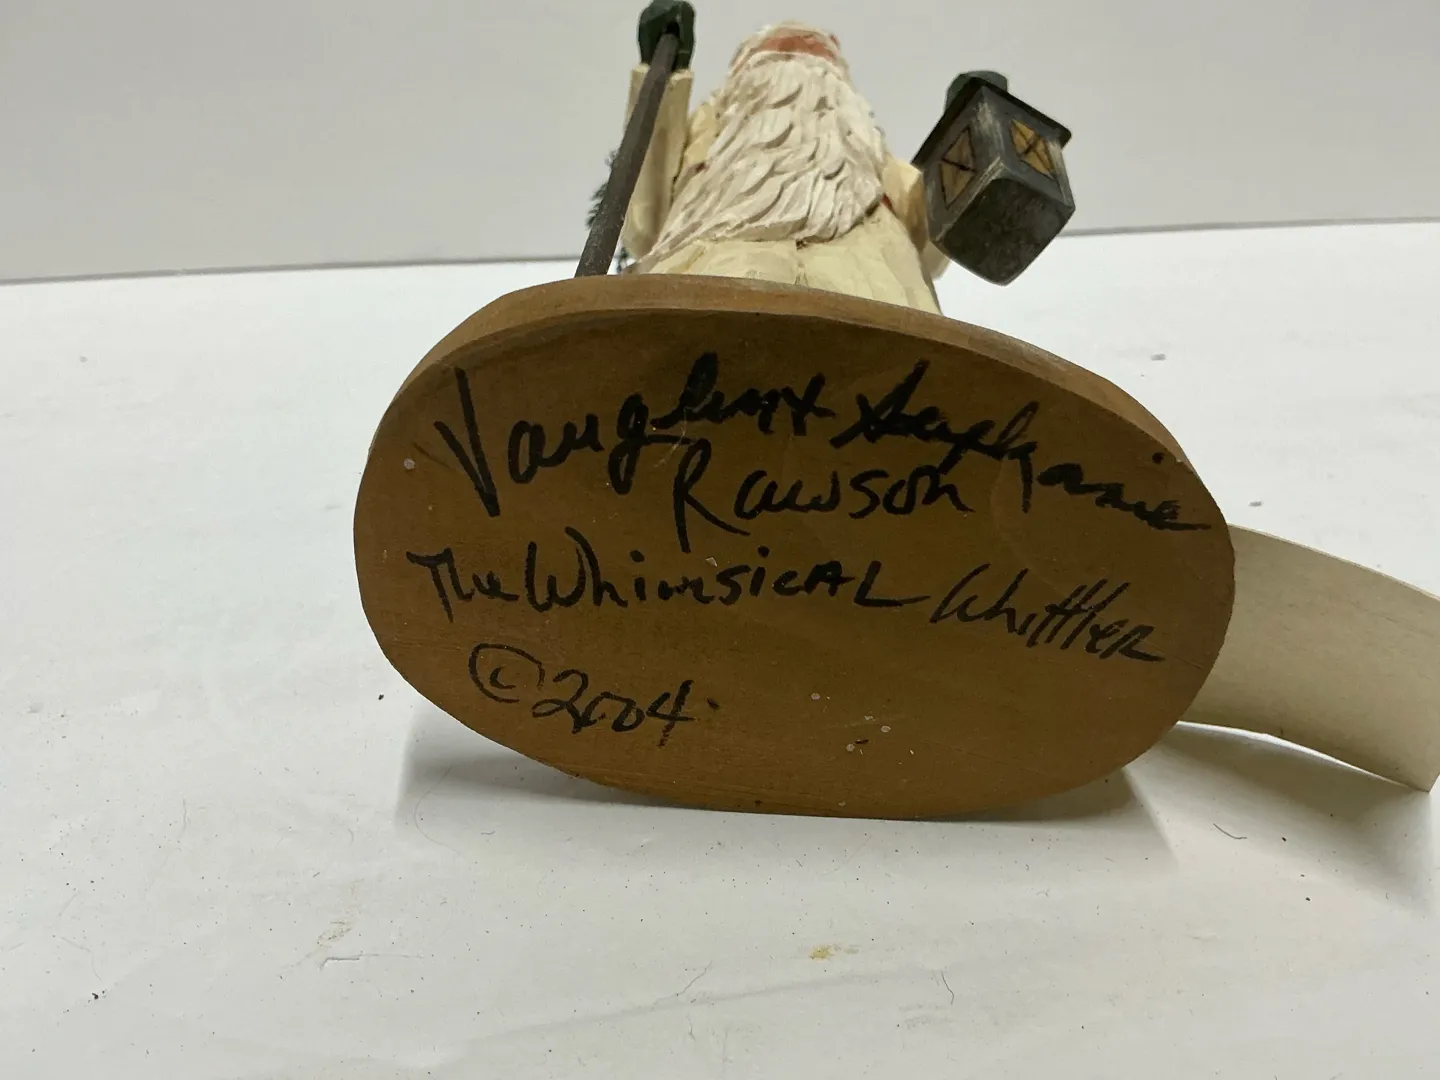 Vaughn + Stephanie
Rawson
The Whimsical Whittler
© 2004